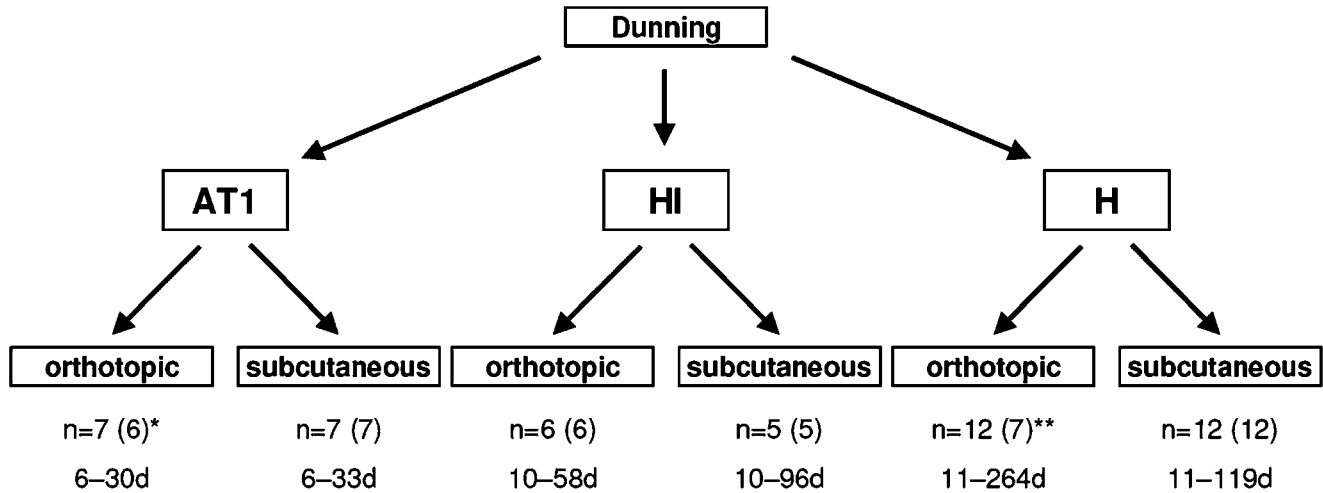 Dunning
AT1 HI H
orthotopic subcutaneous orthotopic subcutaneous orthotopic subcutaneous
n=7 (6)* n=7 (7) n=6 (6) n=5 (5) n=12 (7)** n=12 (12)
6–30d 6–33d 10–58d 10–96d 11–264d 11–119d